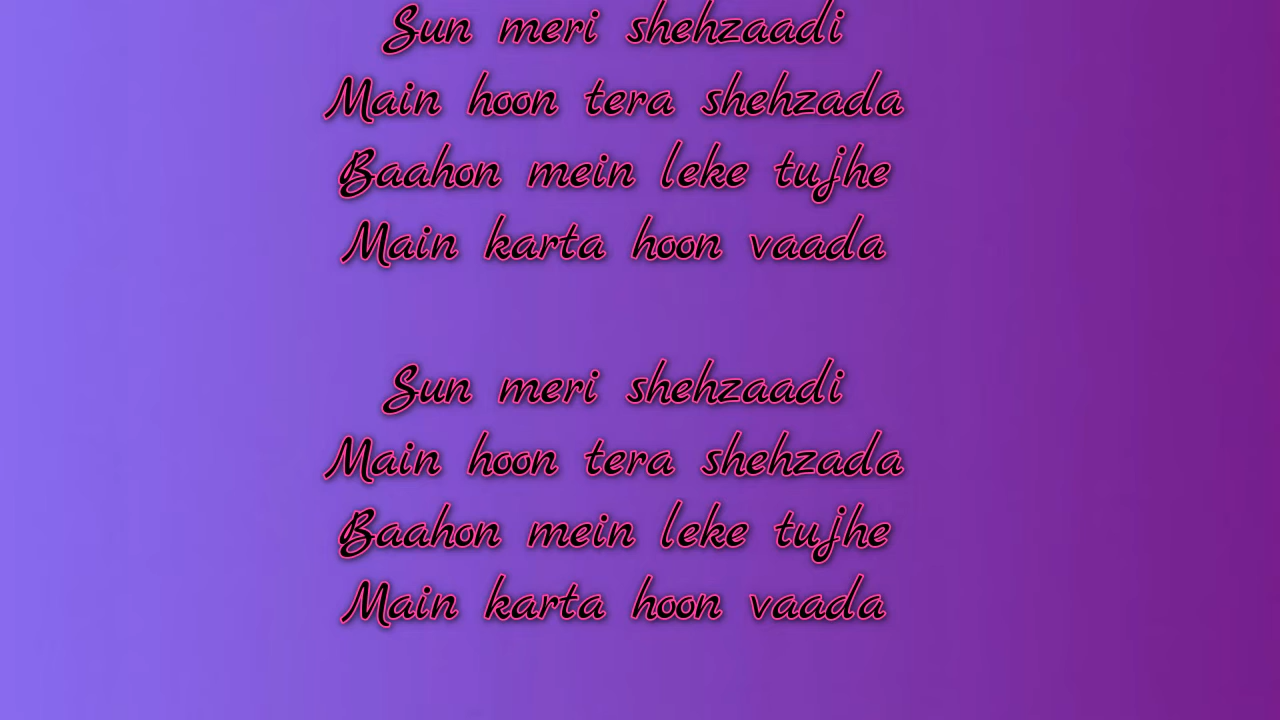 Sun meri shehzaadi
Main hoon tera shehzada
Baahon mein leke tujhe
Main karta hoon vaada
Sun meri shehzaadi
Main hoon tera shehzada
Baahon mein leke tujhe
Main karta hoon vaada